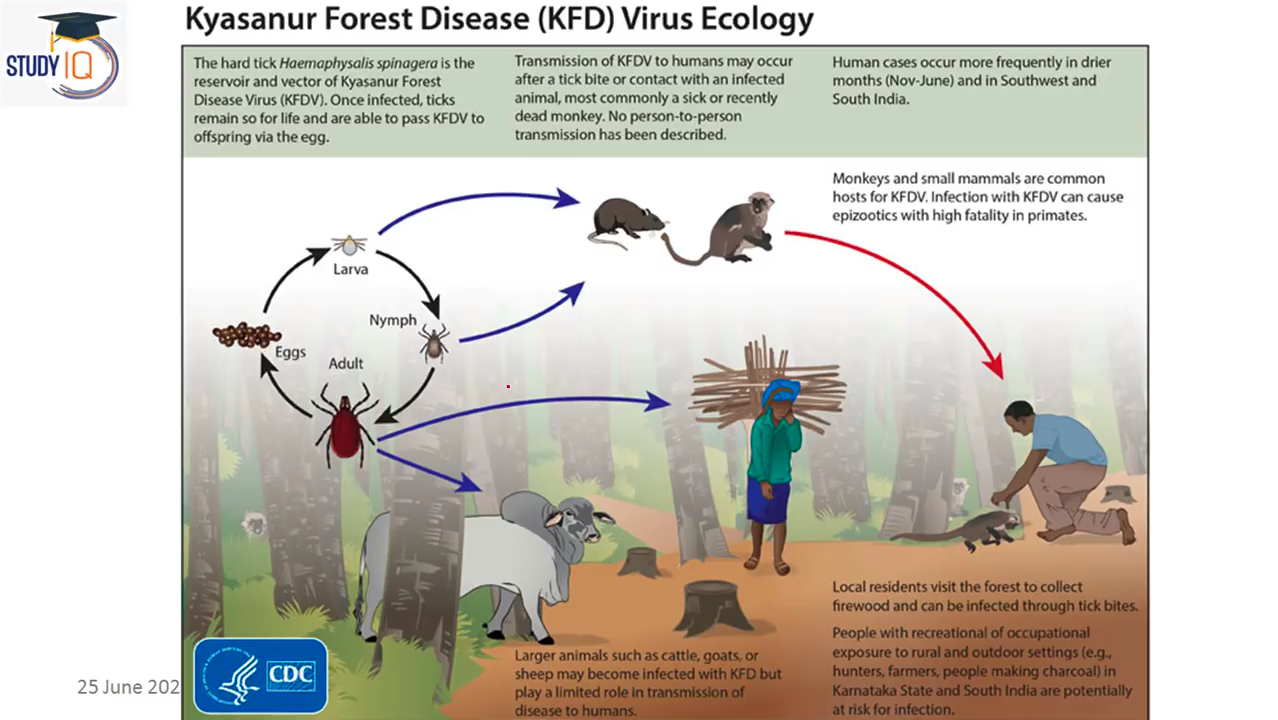 Kyasanur Forest Disease (KFD) Virus Ecology
STUDY IQ
The hard tick Haemaphysalis spinagera is the
reservoir and vector of Kyasanur Forest
Disease Virus (KFDV). Once infected, ticks
remain so for life and are able to pass KFDV to
offspring via the egg.
Transmission of KFDV to humans may occur
after a tick bite or contact with an infected
animal, most commonly a sick or recently
dead monkey. No person-to-person
transmission has been described.
Human cases occur more frequently in drier
months (Nov-June) and in Southwest and
South India.
Monkeys and small mammals are common
hosts for KFDV. Infection with KFDV can cause
epizootics with high fatality in primates.
Larva
Nymph
Eggs
Adult
Local residents visit the forest to collect
firewood and can be infected through tick bites.
People with recreational of occupational
exposure to rural and outdoor settings (e.g.,
hunters, farmers, people making charcoal) in
Karnataka State and South India are potentially
at risk for infection.
Larger animals such as cattle, goats, or
sheep may become infected with KFD but
play a limited role in transmission of
disease to humans.
CDC
25 June 202